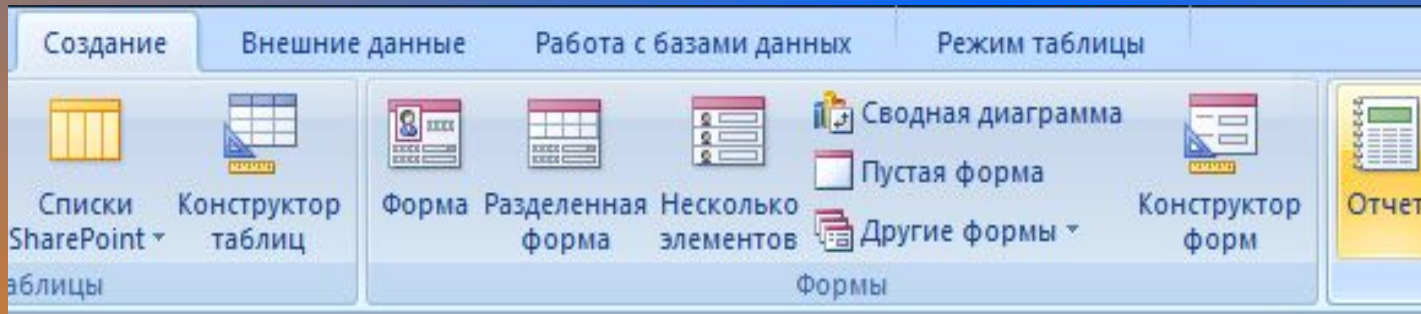 Создание Внешние данные Работа с базами данных Режим таблицы
Списки SharePoint
Конструктор таблиц
аблицы
Форма
Разделенная форма
Несколько элементов
Сводная диаграмма
Пустая форма
Другие формы
Конструктор форм
Формы
Отчет